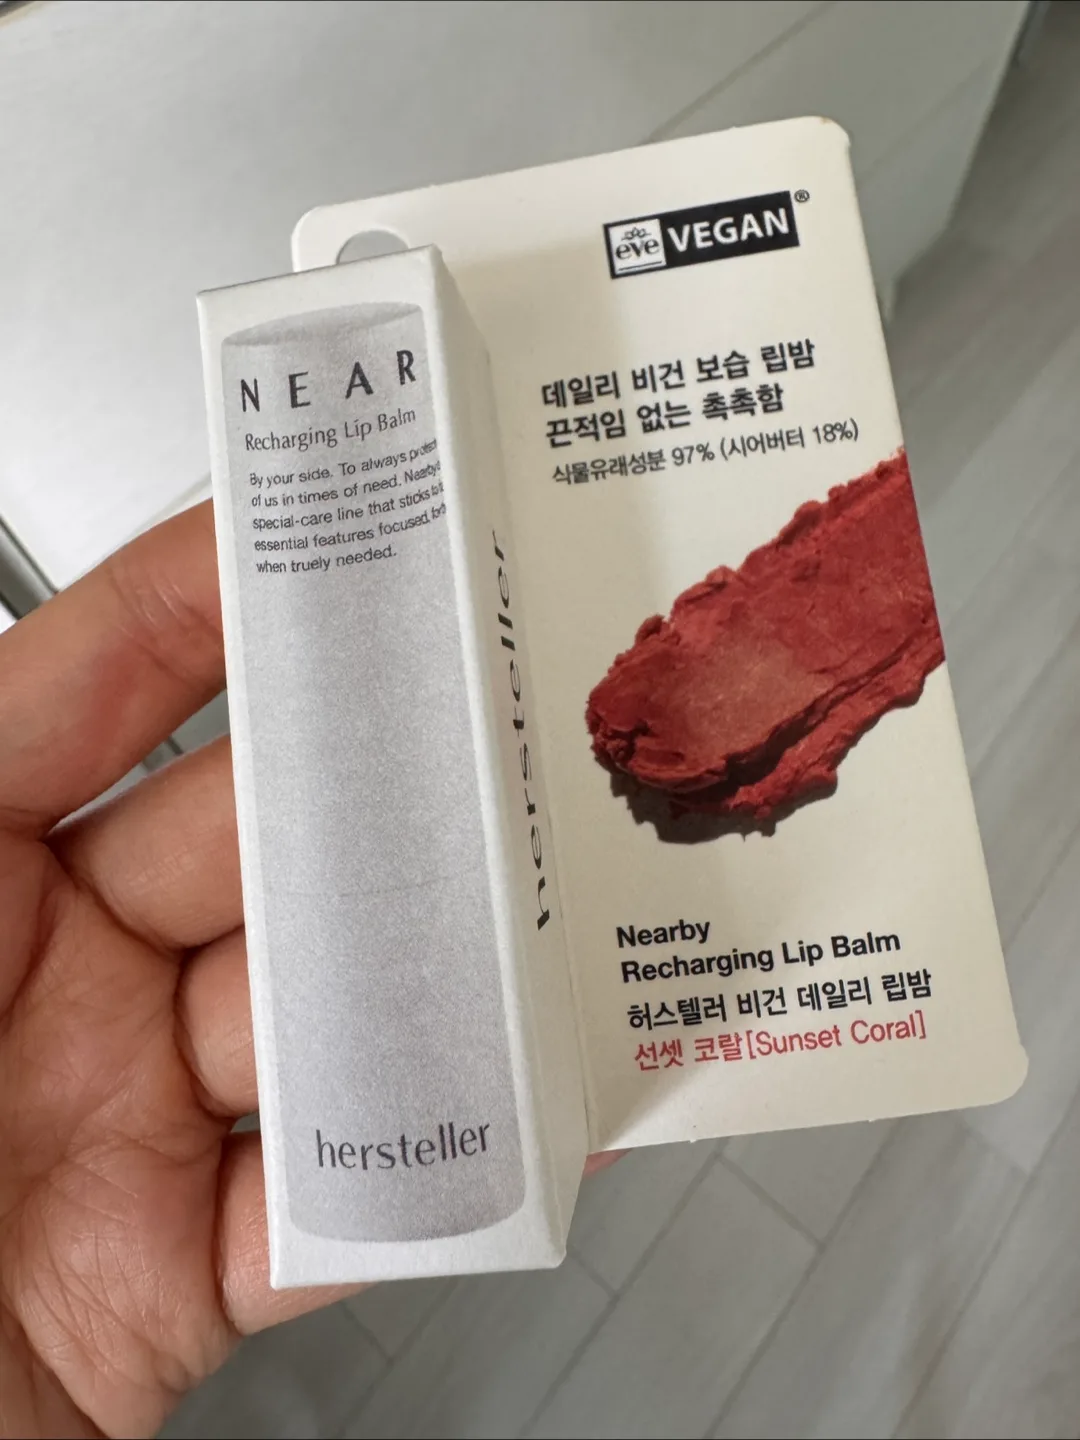 NEAR
Recharging Lip Balm
By your side. To always protect
of us in times of need. Nearby
special-care line that sticks to
essential features focused, for
when truely needed.
hersteller
hersteller
eve VEGAN®
데일리 비건 보습 립밤
끈적임 없는 촉촉함
식물유래성분 97% (시어버터 18%)
Nearby
Recharging Lip Balm
허스텔러 비건 데일리 립밤
선셋 코랄[Sunset Coral]